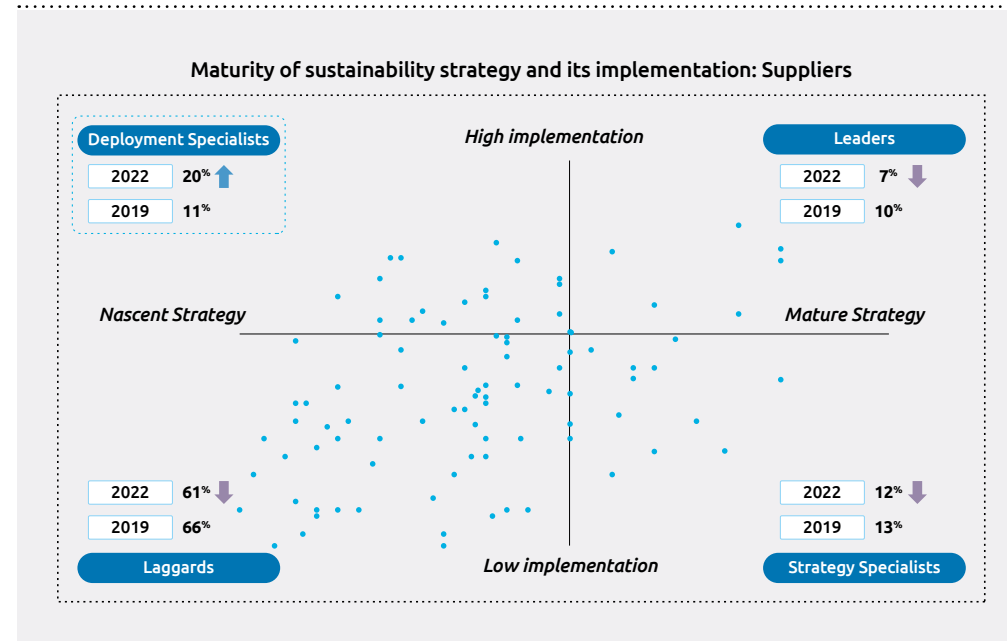 Maturity of sustainability strategy and its implementation: Suppliers
Deployment Specialists
2022 20%
2019 11%
High implementation
Leaders
2022 7%
2019 10%
Nascent Strategy
Mature Strategy
2022 61%
2019 66%
Laggards
Low implementation
2022 12%
2019 13%
Strategy Specialists